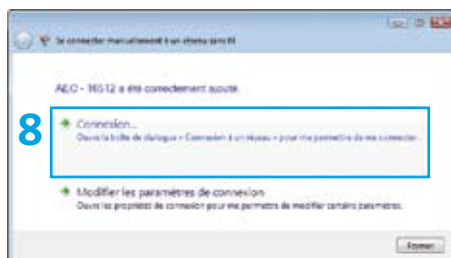 Se connecter manuellement à un réseau sans fil
AEO - 16512 a été correctement ajouté.
8
Connexion...
Ouvre la boîte de dialogue « Connexion à un réseau » pour me permettre de me connecter.
Modifier les paramètres de connexion
Ouvre les propriétés de connexion pour me permettre de modifier certains paramètres.
Fermer